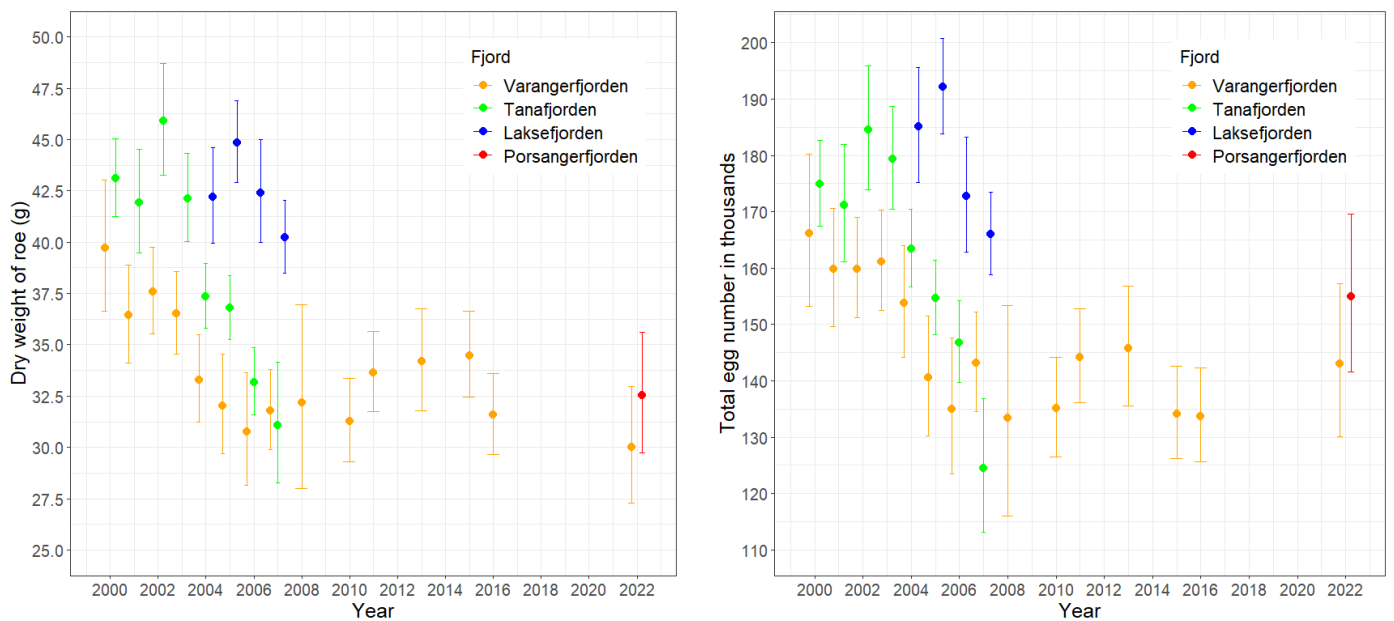 Dry weight of roe (g)
50.0
47.5
45.0
42.5
40.0
37.5
35.0
32.5
30.0
27.5
25.0
Fjord
Varangerfjorden
Tanafjorden
Laksefjorden
Porsangerfjorden
2000 2002 2004 2006 2008 2010 2012 2014 2016 2018 2020 2022
Year
Total egg number in thousands
200
190
180
170
160
150
140
130
120
110
Fjord
Varangerfjorden
Tanafjorden
Laksefjorden
Porsangerfjorden
2000 2002 2004 2006 2008 2010 2012 2014 2016 2018 2020 2022
Year